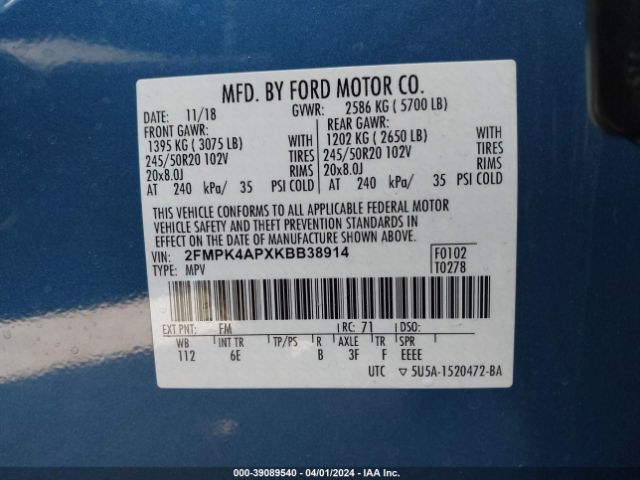 MFD. BY FORD MOTOR CO.
DATE: 11/18 GVWR: 2586 KG ( 5700 LB)
FRONT GAWR: REAR GAWR:
1395 KG ( 3075 LB) WITH 1202 KG ( 2650 LB) WITH
245/50R20 102V TIRES 245/50R20 102V TIRES
20x8.0J RIMS 20x8.0J RIMS
AT 240 kPa/ 35 PSI COLD AT 240 kPa/ 35 PSI COLD
THIS VEHICLE CONFORMS TO ALL APPLICABLE FEDERAL MOTOR
VEHICLE SAFETY AND THEFT PREVENTION STANDARDS IN
EFFECT ON THE DATE OF MANUFACTURE SHOWN ABOVE.
VIN: 2FMPK4APXKBB38914 F0102
TYPE: MPV T0278
EXT PNT: FM RC: 71 DSO:
WB INT TR TP/PS R AXLE TR SPR
112 6E B 3F F EEEE
UTC ▽ 5U5A-1520472-BA
(STOCK-39089540 - 04/01/2024 - IAA Inc.)